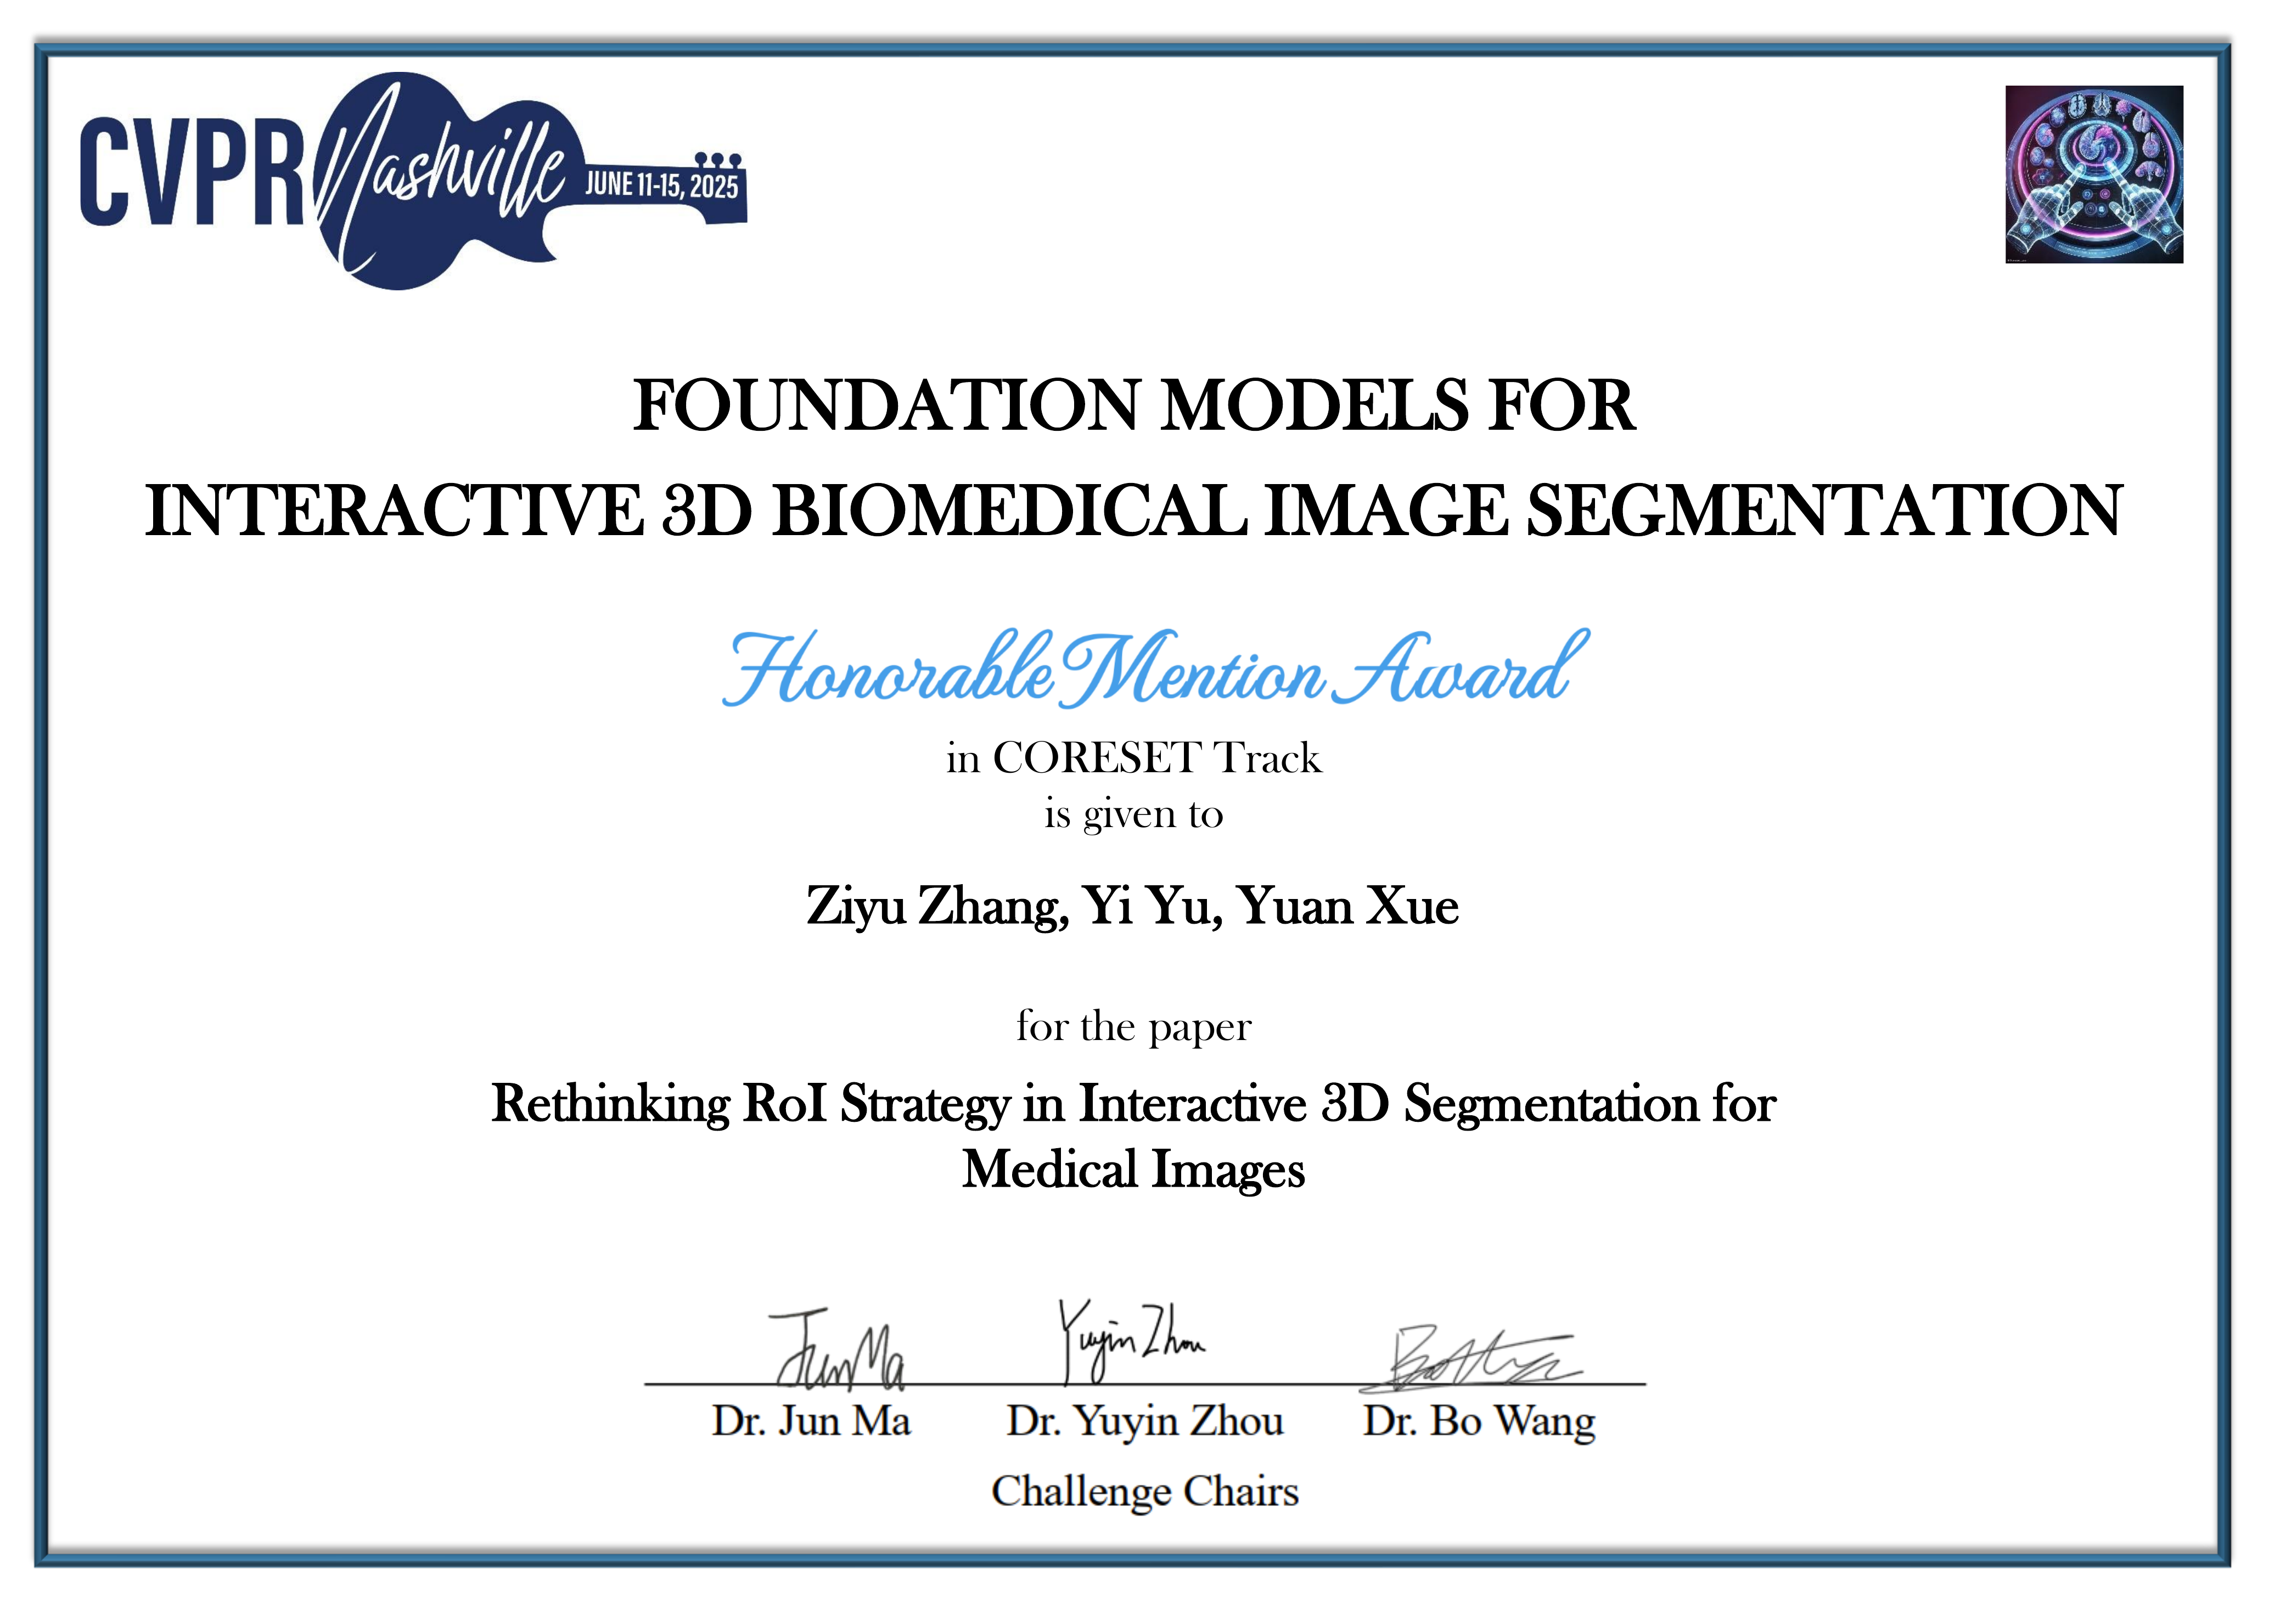 CVPR Nashville JUNE 11-15, 2025
FOUNDATION MODELS FOR
INTERACTIVE 3D BIOMEDICAL IMAGE SEGMENTATION
Honorable Mention Award
in CORESET Track
is given to
Ziyu Zhang, Yi Yu, Yuan Xue
for the paper
Rethinking RoI Strategy in Interactive 3D Segmentation for
Medical Images
Jun Ma Yuyin Zhou
Dr. Jun Ma Dr. Yuyin Zhou Dr. Bo Wang
Challenge Chairs